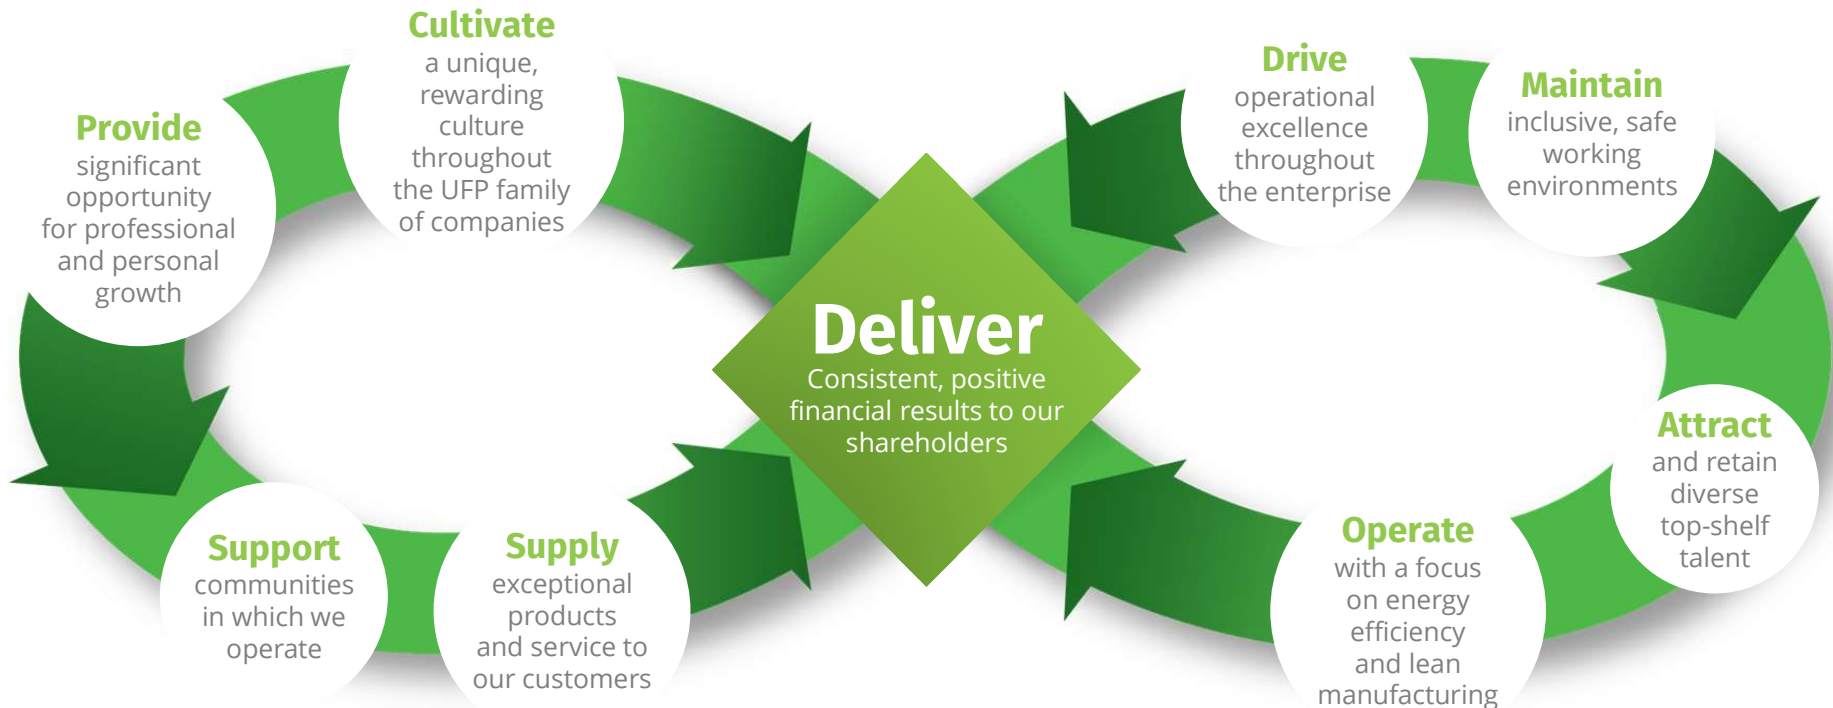 Cultivate
a unique,
rewarding
culture
throughout
the UFP family
of companies
Provide
significant
opportunity
for professional
and personal
growth
Support
communities
in which we
operate
Supply
exceptional
products
and service to
our customers
Deliver
Consistent, positive
financial results to our
shareholders
Drive
operational
excellence
throughout
the enterprise
Maintain
inclusive, safe
working
environments
Attract
and retain
diverse
top-shelf
talent
Operate
with a focus
on energy
efficiency
and lean
manufacturing